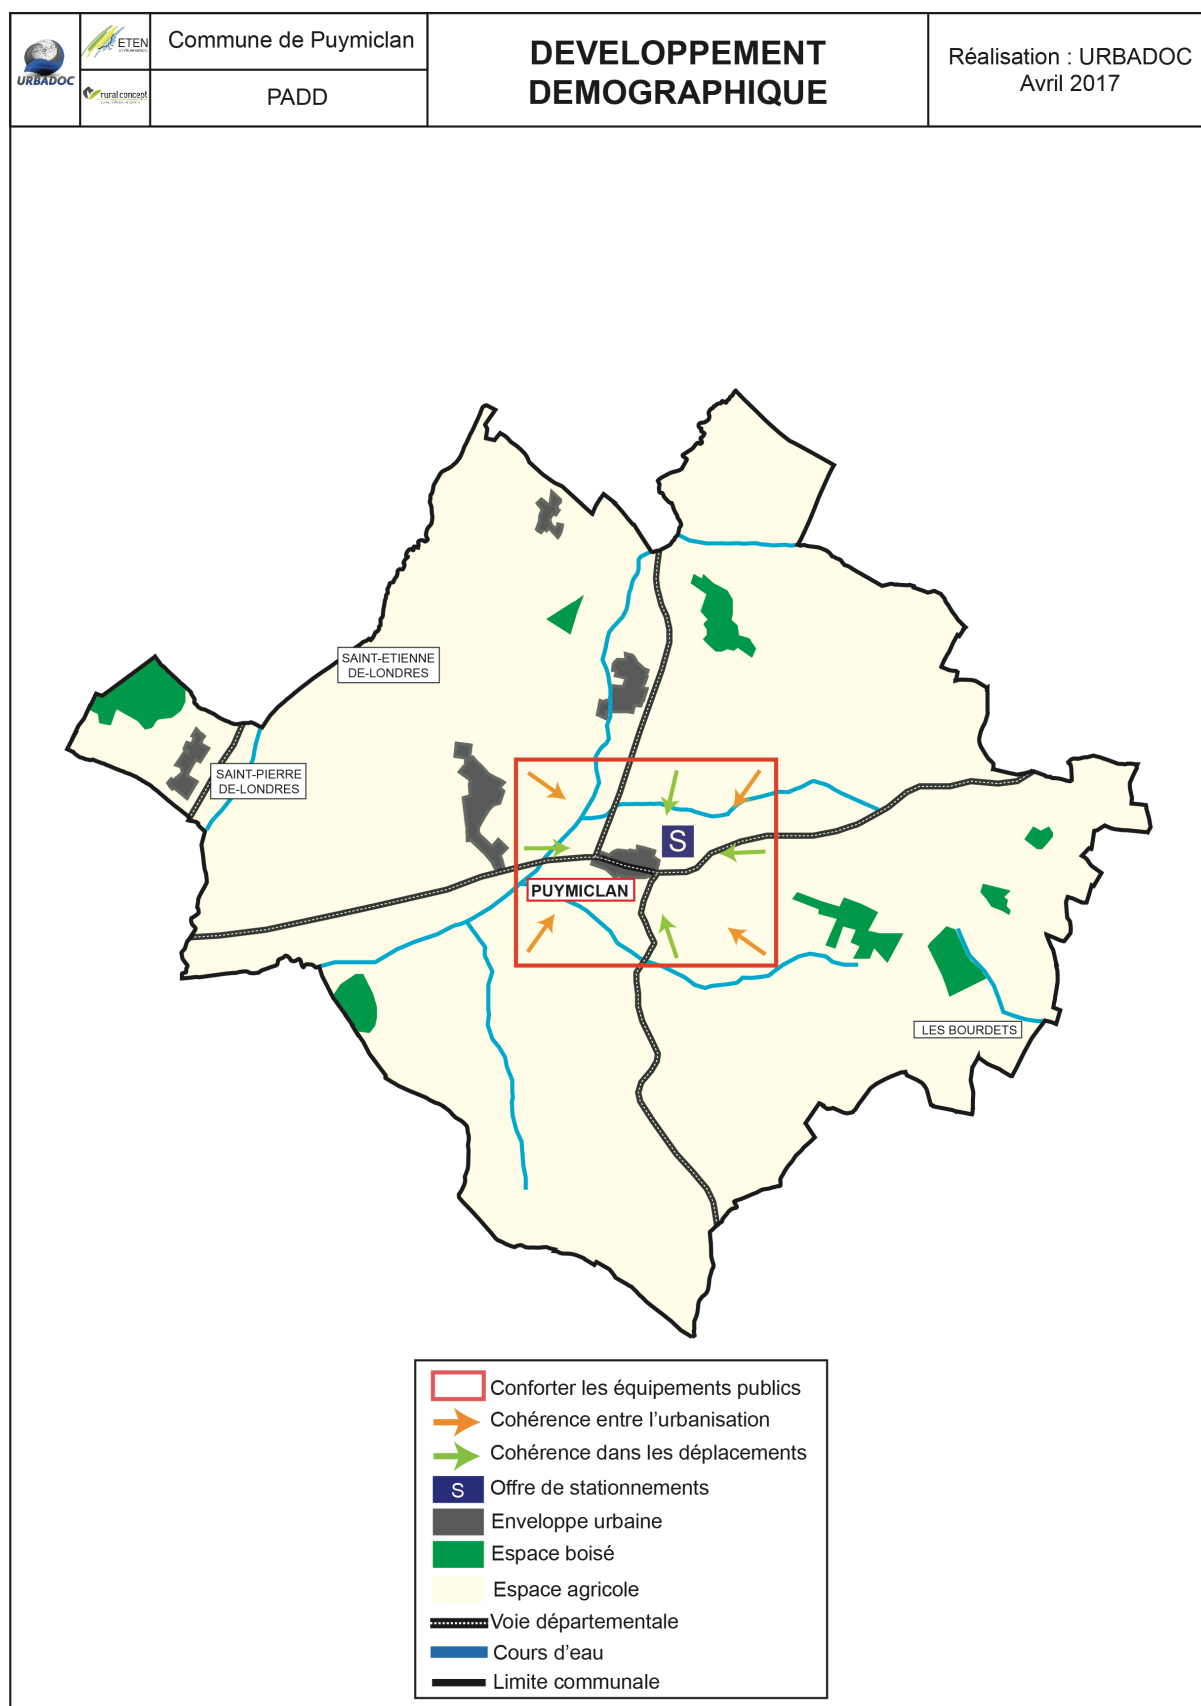 URBADOC
ETEN
rural concept
Commune de Puymiclan
PADD
DEVELOPPEMENT
DEMOGRAPHIQUE
Réalisation : URBADOC
Avril 2017
SAINT-ETIENNE
DE-LONDRES
SAINT-PIERRE
DE-LONDRES
S
PUYMICLAN
LES BOURDETS
Conforter les équipements publics
Cohérence entre l'urbanisation
Cohérence dans les déplacements
S Offre de stationnements
Enveloppe urbaine
Espace boisé
Espace agricole
Voie départementale
Cours d'eau
Limite communale